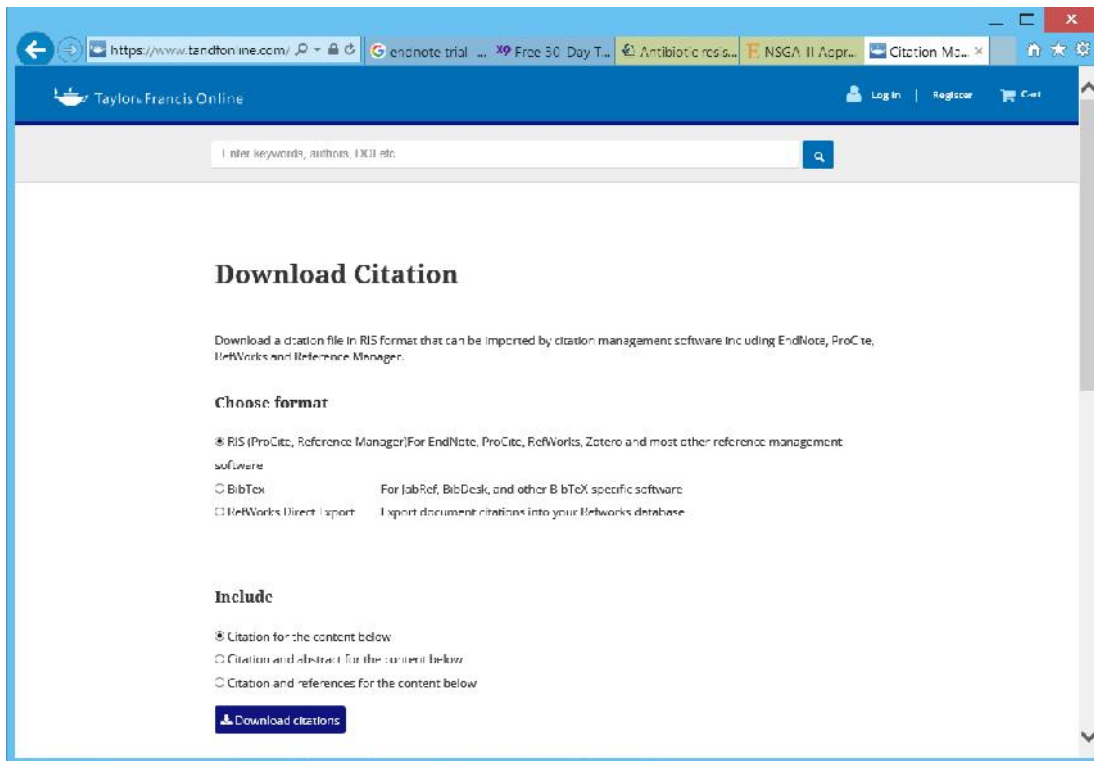 https://www.tandfonline.com/
endnote trial ...
Free 30-Day T...
Antibiotic resis...
NSGA-II Appr...
Citation Ma...
Taylor & Francis Online
Log in | Register Cart
Enter keywords, authors, DOI etc
Download Citation
Download a citation file in RIS format that can be imported by citation management software including EndNote, ProCite,
RefWorks and Reference Manager.
Choose format
RIS (ProCite, Reference Manager)For EndNote, ProCite, RefWorks, Zotero and most other reference management
software
BibTex For JabRef, BibDesk, and other BibTeX-specific software
RefWorks Direct Export Export document citations into your Refworks database
Include
Citation for the content below
Citation and abstract for the content below
Citation and references for the content below
Download citations